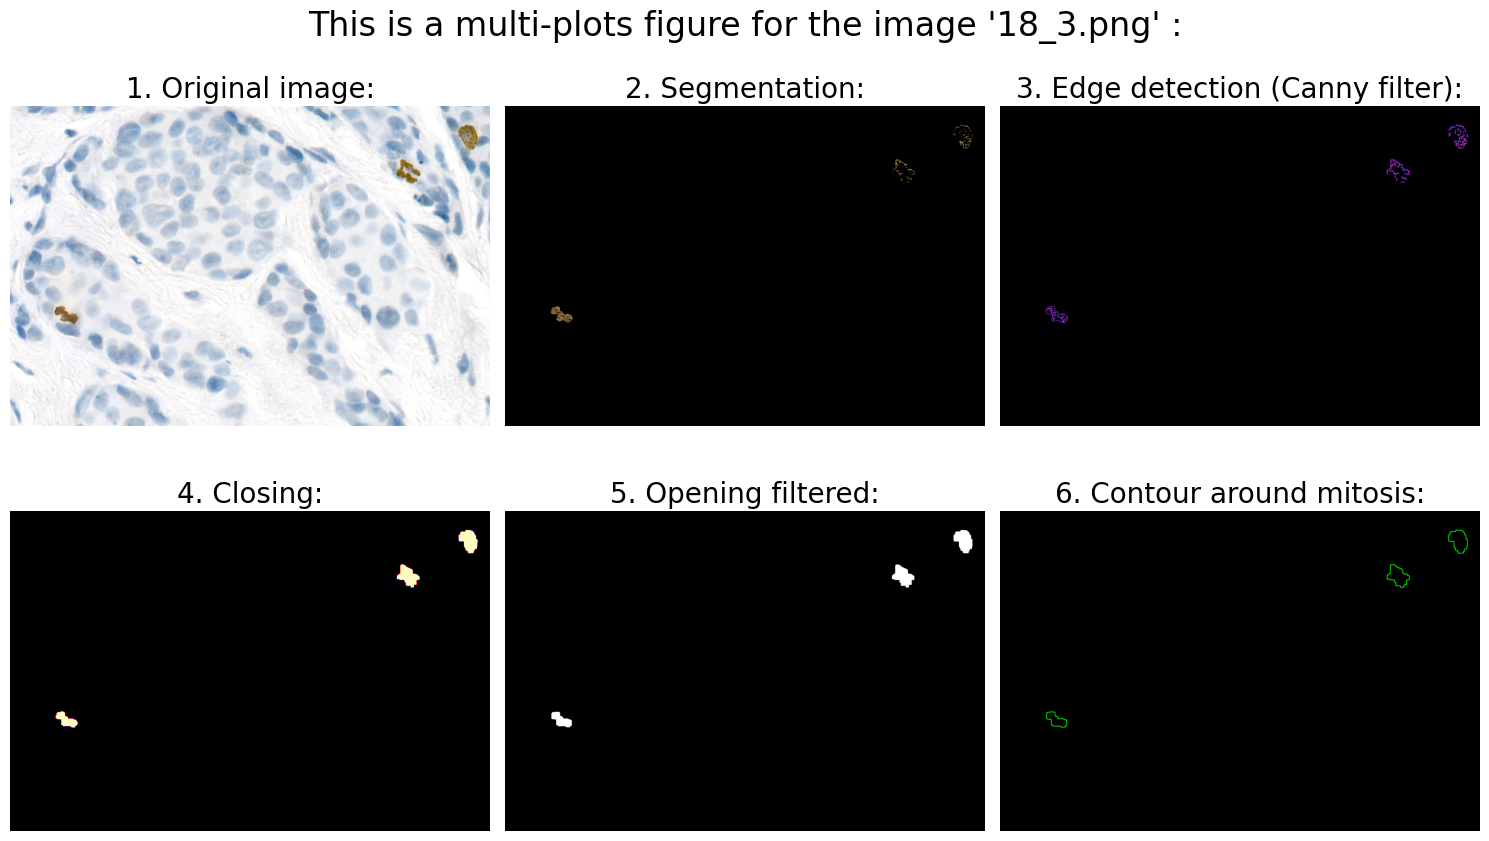 This is a multi-plots figure for the image '18_3.png' :
1. Original image:
2. Segmentation:
3. Edge detection (Canny filter):
4. Closing:
5. Opening filtered:
6. Contour around mitosis: